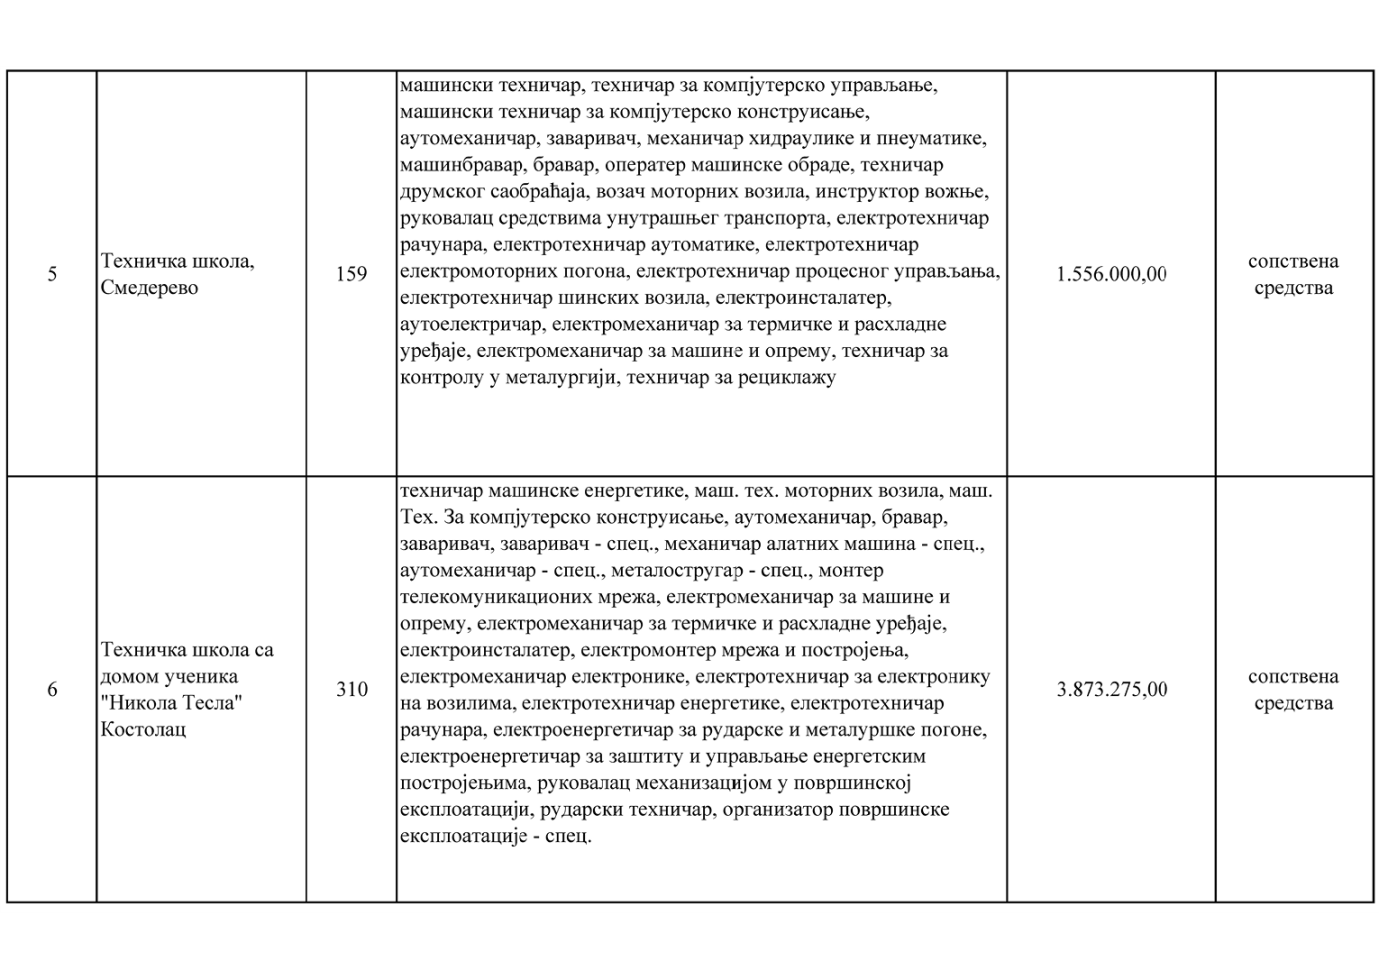 5
Техничка школа,
Смедерево
159
машински техничар, техничар за компјутерско управљање,
машински техничар за компјутерско конструисање,
аутомеханичар, заваривач, механичар хидраулике и пнеуматике,
машинбравар, бравар, оператер машинске обраде, техничар
друмског саобраћаја, возач моторних возила, инструктор вожње,
руковалац средствима унутрашњег транспорта, електротехничар
рачунара, електротехничар аутоматике, електротехничар
електромоторних погона, електротехничар процесног управљања,
електротехничар шинских возила, електроинсталатер,
аутоелектричар, електромеханичар за термичке и расхладне
уређаје, електромеханичар за машине и опрему, техничар за
контролу у металургији, техничар за рециклажу
1.556.000,00
сопствена
средства
6
Техничка школа са
домом ученика
"Никола Тесла"
Костолац
310
техничар машинске енергетике, маш. тех. моторних возила, маш.
Тех. За компјутерско конструисање, аутомеханичар, бравар,
заваривач, заваривач - спец., механичар алатних машина - спец.,
аутомеханичар - спец., металостругар - спец., монтер
телекомуникационих мрежа, електромеханичар за машине и
опрему, електромеханичар за термичке и расхладне уређаје,
електроинсталатер, електромонтер мрежа и постројења,
електромеханичар електронике, електротехничар за електронику
на возилима, електротехничар енергетике, електротехничар
рачунара, електроенергетичар за рударске и металуршке погоне,
електроенергетичар за заштиту и управљање енергетским
постројењима, руковалац механизацијом у површинској
експлоатацији, рударски техничар, организатор површинске
експлоатације - спец.
3.873.275,00
сопствена
средства